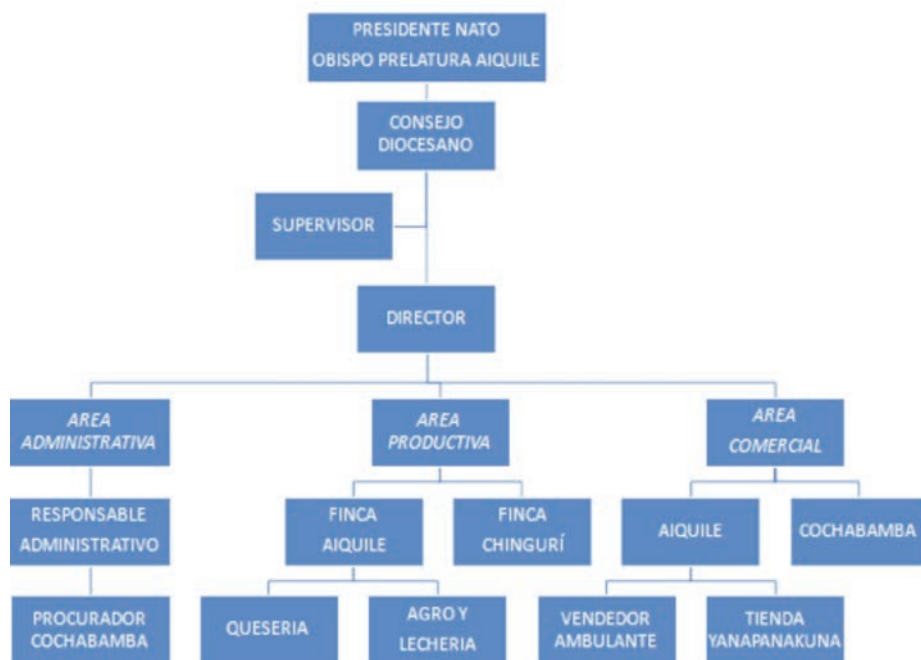 PRESIDENTE NATO
OBISPO PRELATURA AIQUILE
CONSEJO
DIOCESANO
SUPERVISOR
DIRECTOR
AREA
ADMINISTRATIVA
AREA
PRODUCTIVA
AREA
COMERCIAL
RESPONSABLE
ADMINISTRATIVO
FINCA
AIQUILE
FINCA
CHINGURÍ
AIQUILE
COCHABAMBA
PROCURADOR
COCHABAMBA
QUESERIA
AGRO Y
LECHERIA
VENDEDOR
AMBULANTE
TIENDA
YANAPANAKUNA